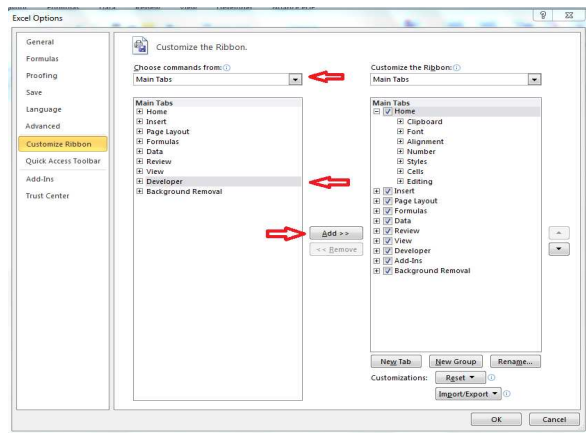 Excel Options
General
Formulas
Proofing
Save
Language
Advanced
Customize Ribbon
Quick Access Toolbar
Add-Ins
Trust Center
Customize the Ribbon.
Choose commands from:
Main Tabs
Main Tabs
Home
Insert
Page Layout
Formulas
Data
Review
View
Developer
Background Removal
Add >>
<< Remove
Customize the Ribbon:
Main Tabs
Main Tabs
Home
Clipboard
Font
Alignment
Number
Styles
Cells
Editing
Insert
Page Layout
Formulas
Data
Review
View
Developer
Add-Ins
Background Removal
New Tab New Group Rename...
Customizations: Reset
Import/Export
OK Cancel